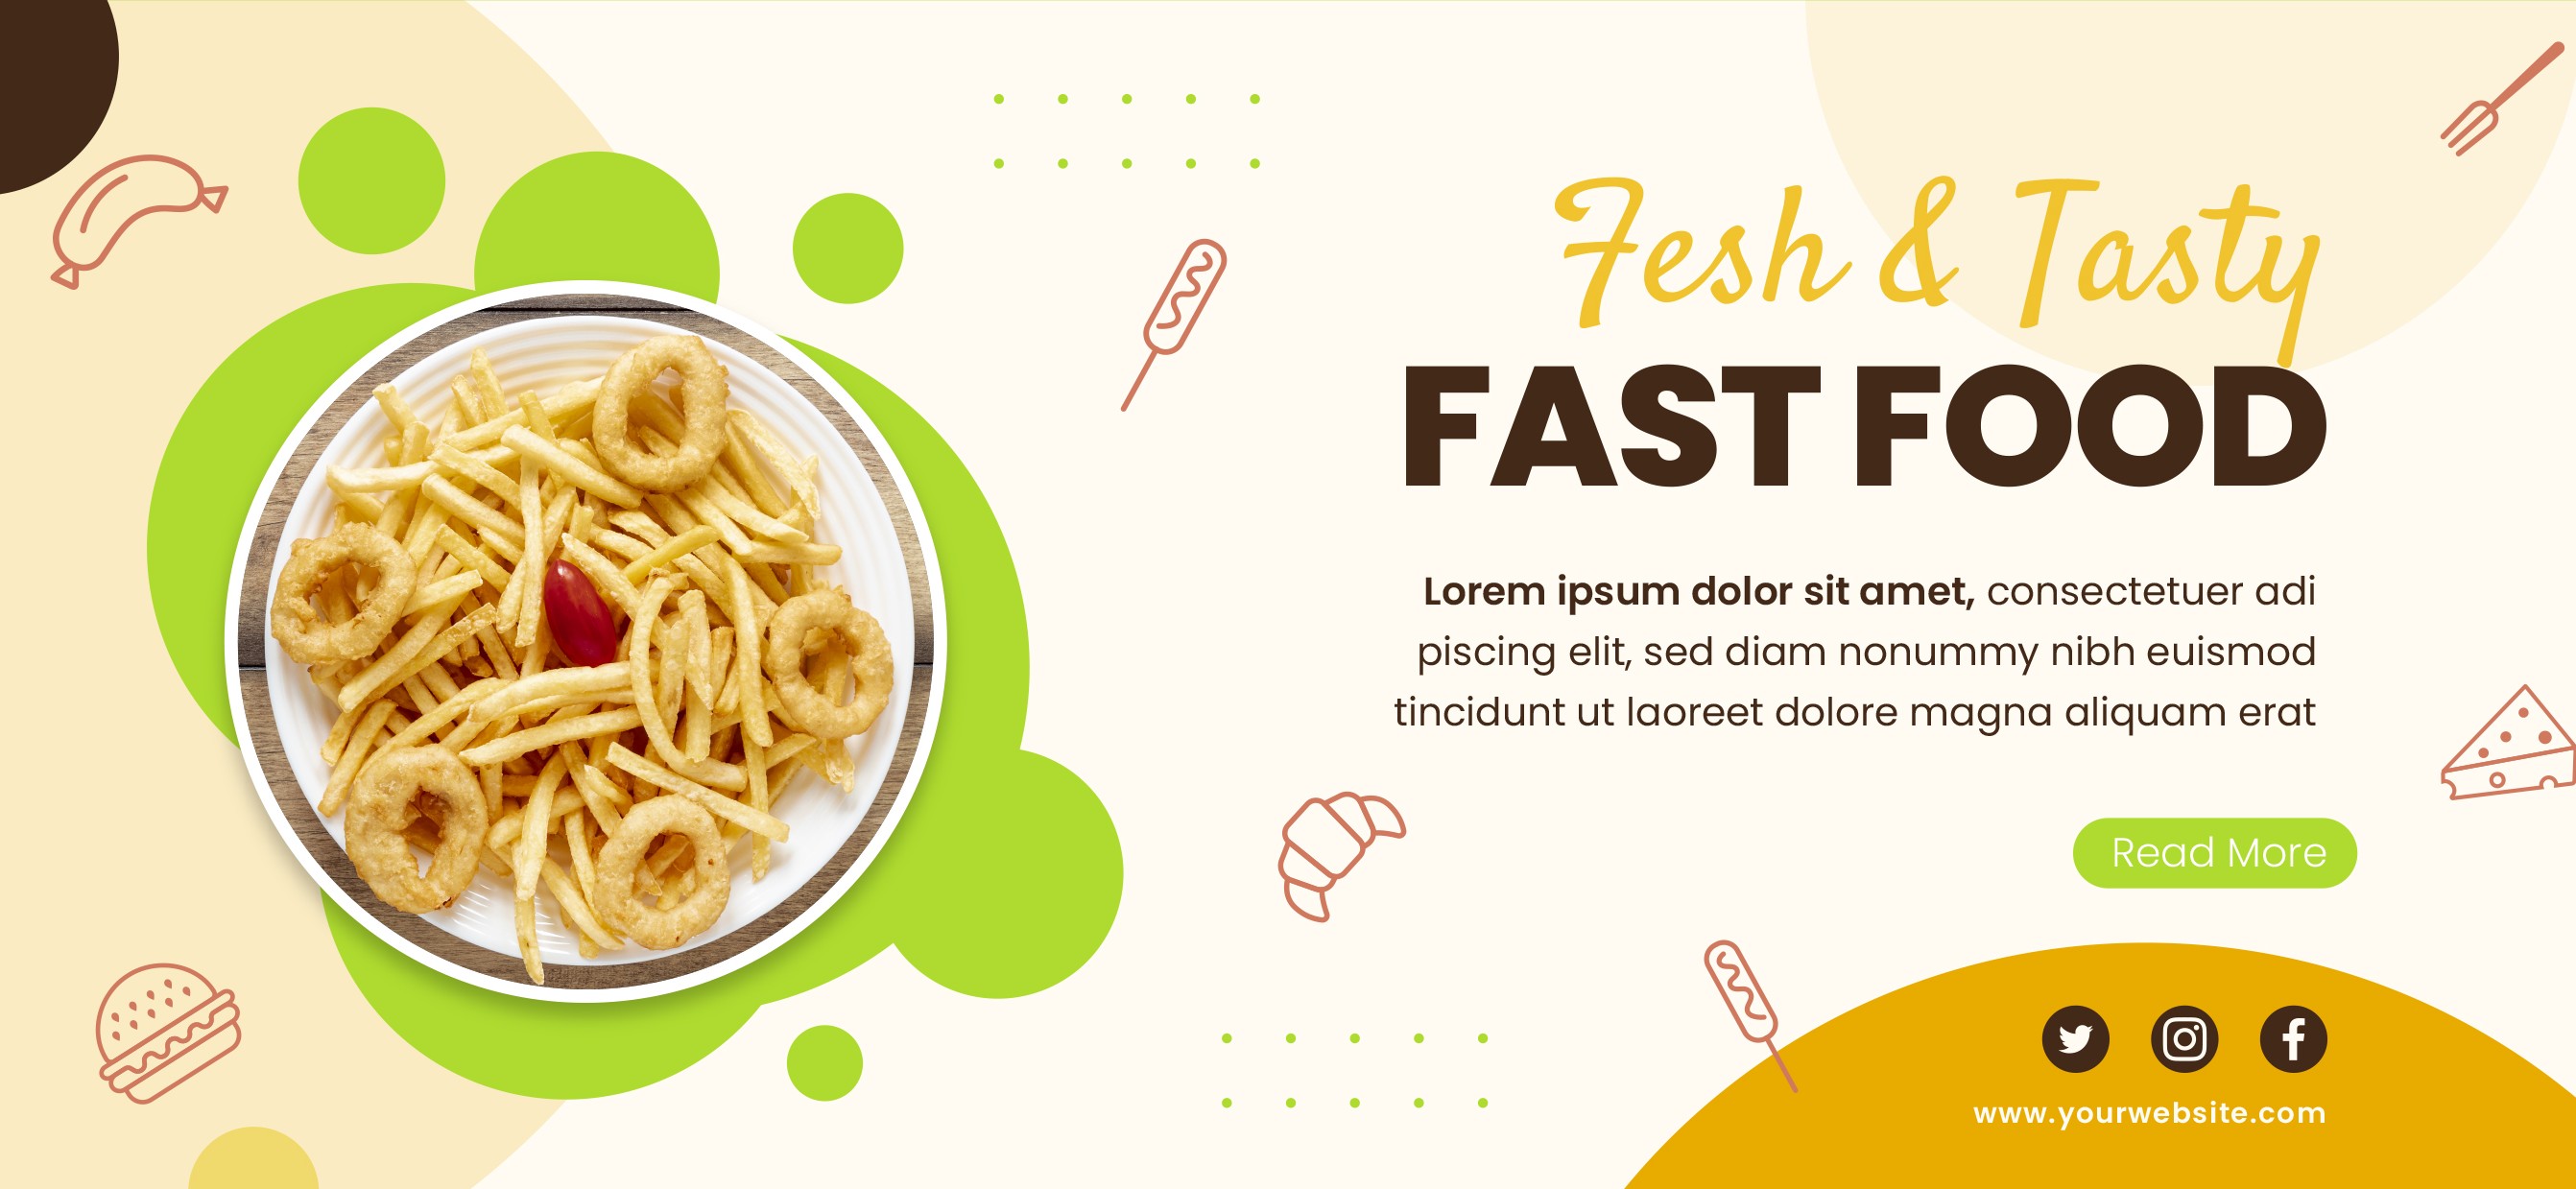 Fesh & Tasty
FAST FOOD
Lorem ipsum dolor sit amet, consectetuer adi
piscing elit, sed diam nonummy nibh euismod
tincidunt ut laoreet dolore magna aliquam erat
Read More
www.yourwebsite.com